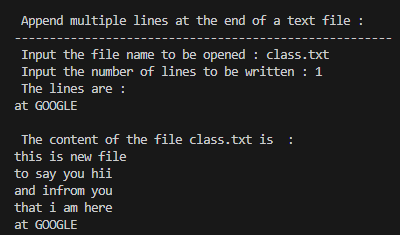 Append multiple lines at the end of a text file :
------------------------------------------------------
Input the file name to be opened : class.txt
Input the number of lines to be written : 1
The lines are :
at GOOGLE
The content of the file class.txt is  :
this is new file
to say you hii
and infrom you
that i am here
at GOOGLE